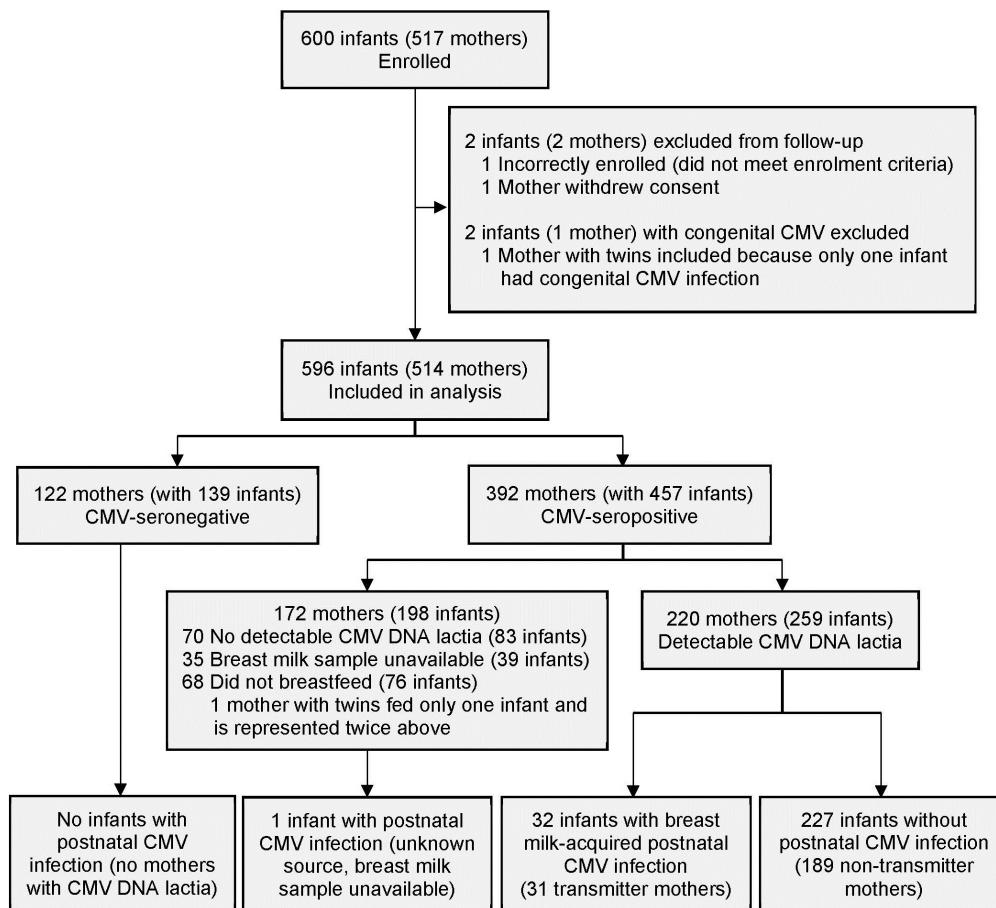 600 infants (517 mothers)
Enrolled
2 infants (2 mothers) excluded from follow-up
1 Incorrectly enrolled (did not meet enrolment criteria)
1 Mother withdrew consent
2 infants (1 mother) with congenital CMV excluded
1 Mother with twins included because only one infant
had congenital CMV infection
596 infants (514 mothers)
Included in analysis
122 mothers (with 139 infants)
CMV-seronegative
392 mothers (with 457 infants)
CMV-seropositive
172 mothers (198 infants)
70 No detectable CMV DNA lactia (83 infants)
35 Breast milk sample unavailable (39 infants)
68 Did not breastfeed (76 infants)
1 mother with twins fed only one infant and
is represented twice above
220 mothers (259 infants)
Detectable CMV DNA lactia
No infants with
postnatal CMV
infection (no mothers
with CMV DNA lactia)
1 infant with postnatal
CMV infection (unknown
source, breast milk
sample unavailable)
32 infants with breast
milk-acquired postnatal
CMV infection
(31 transmitter mothers)
227 infants without
postnatal CMV infection
(189 non-transmitter
mothers)